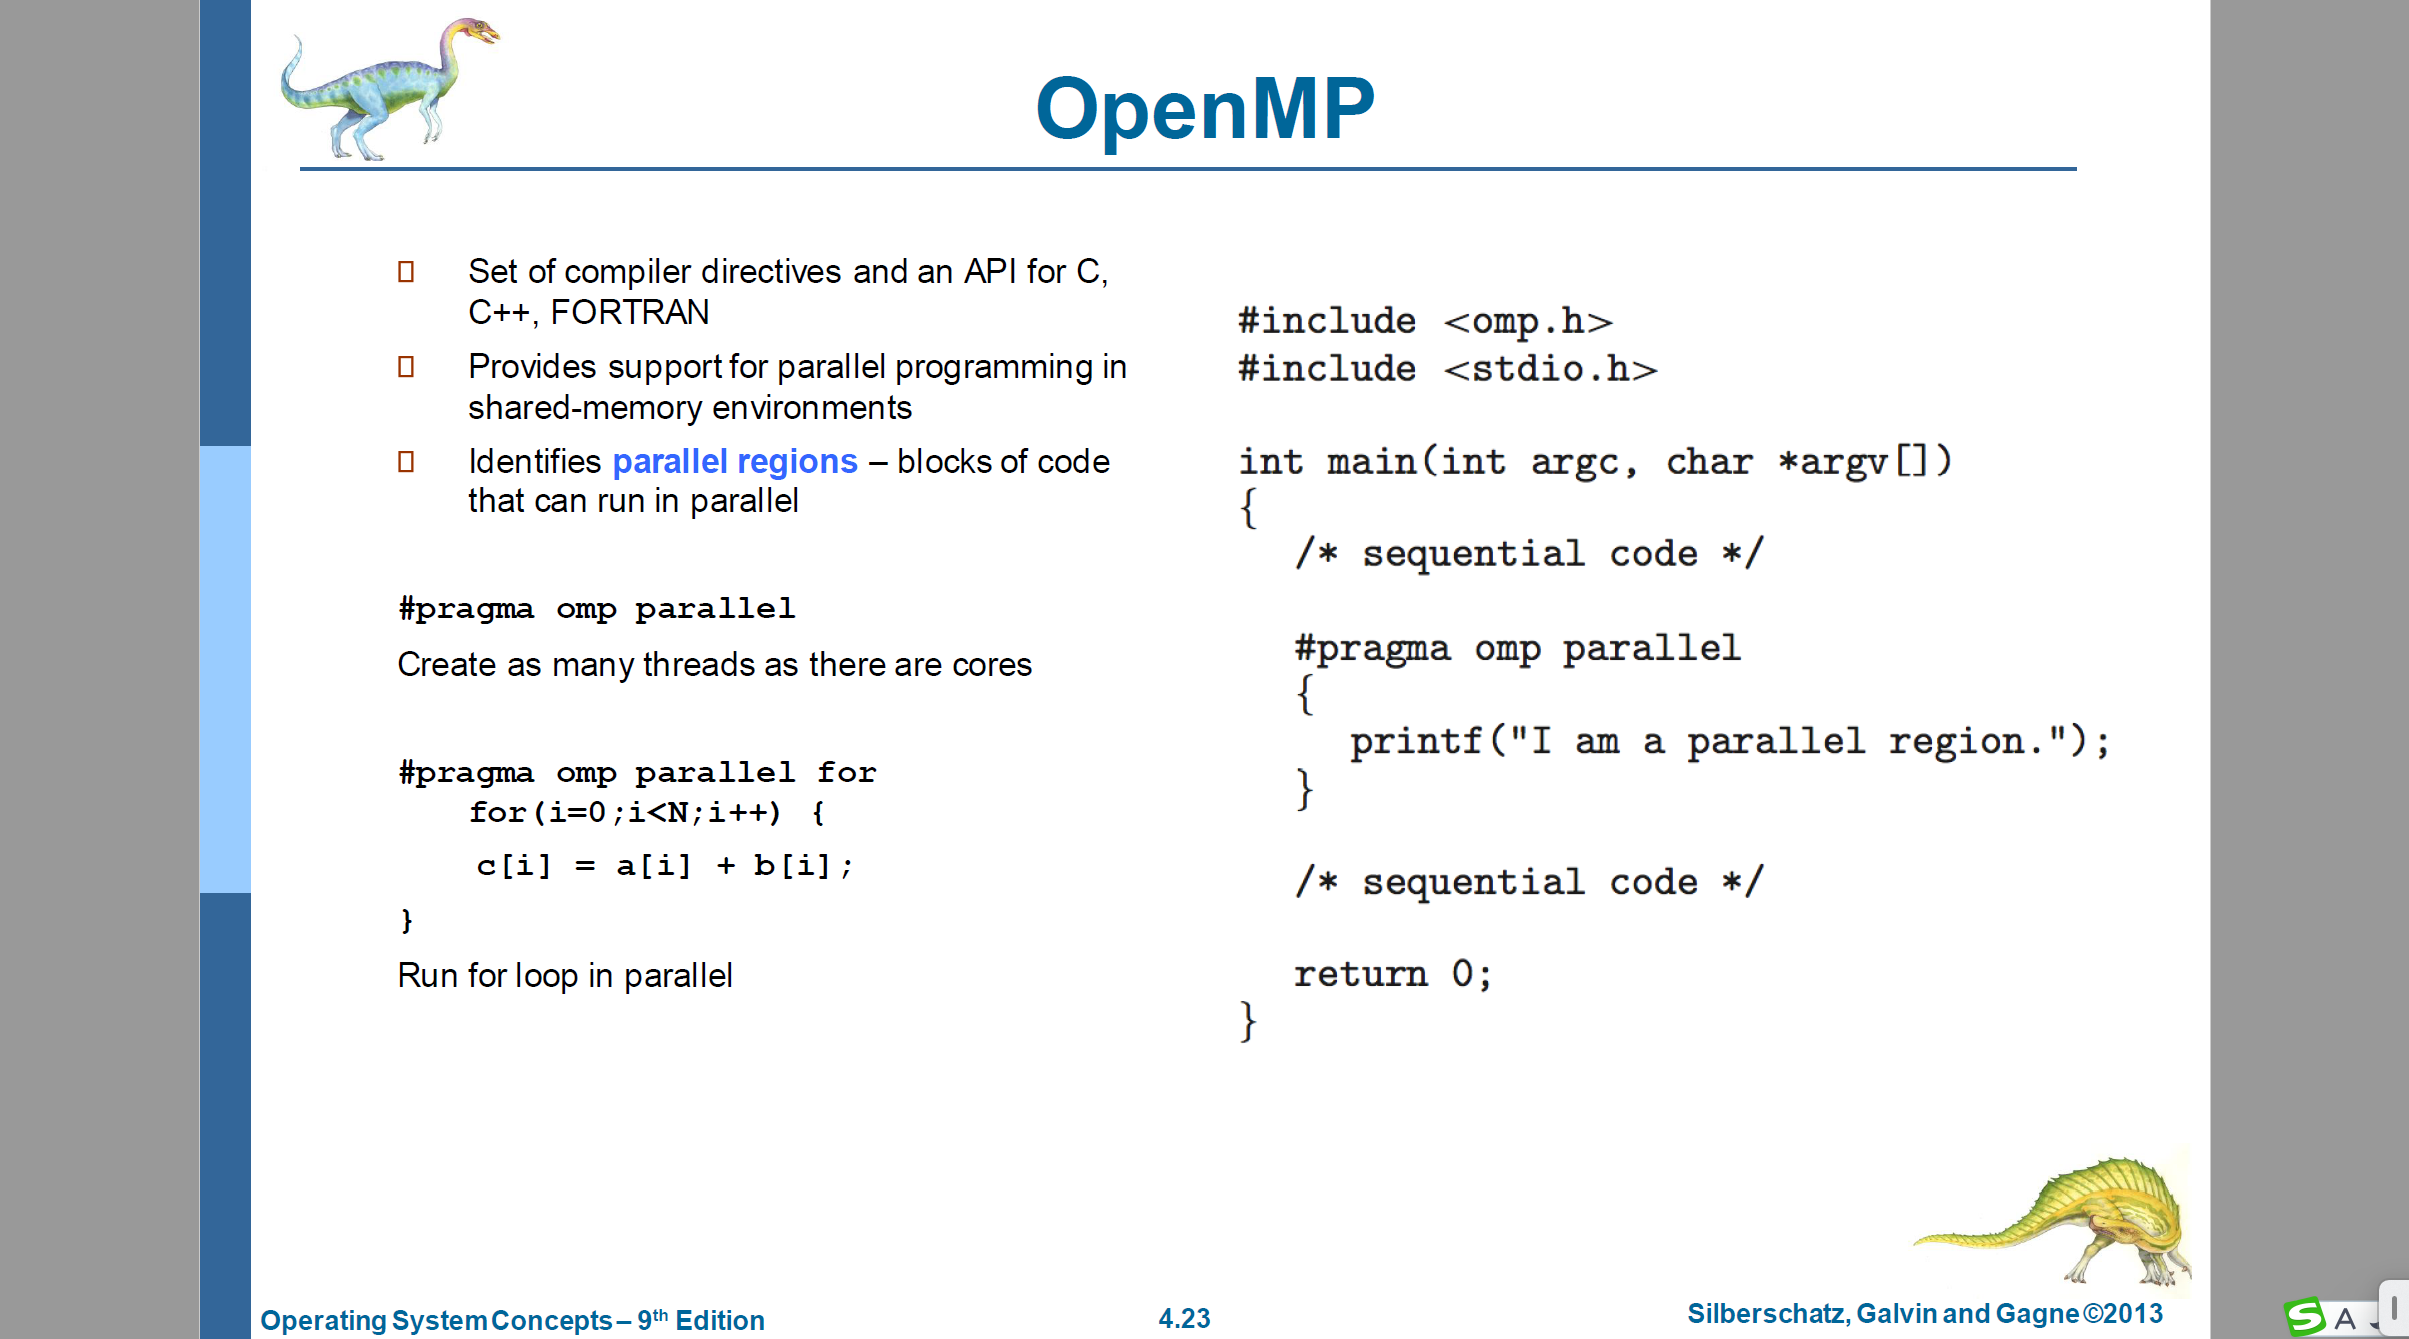 OpenMP
Set of compiler directives and an API for C,
C++, FORTRAN
Provides support for parallel programming in
shared-memory environments
Identifies parallel regions – blocks of code
that can run in parallel
#pragma omp parallel
Create as many threads as there are cores
#pragma omp parallel for
for(i=0;i<N;i++) {
c[i] = a[i] + b[i];
}
Run for loop in parallel
#include <omp.h>
#include <stdio.h>
int main(int argc, char *argv[])
{
/* sequential code */
#pragma omp parallel
{
printf("I am a parallel region.");
}
/* sequential code */
return 0;
}
Operating System Concepts – 9th Edition
4.23
Silberschatz, Galvin and Gagne ©2013
S A